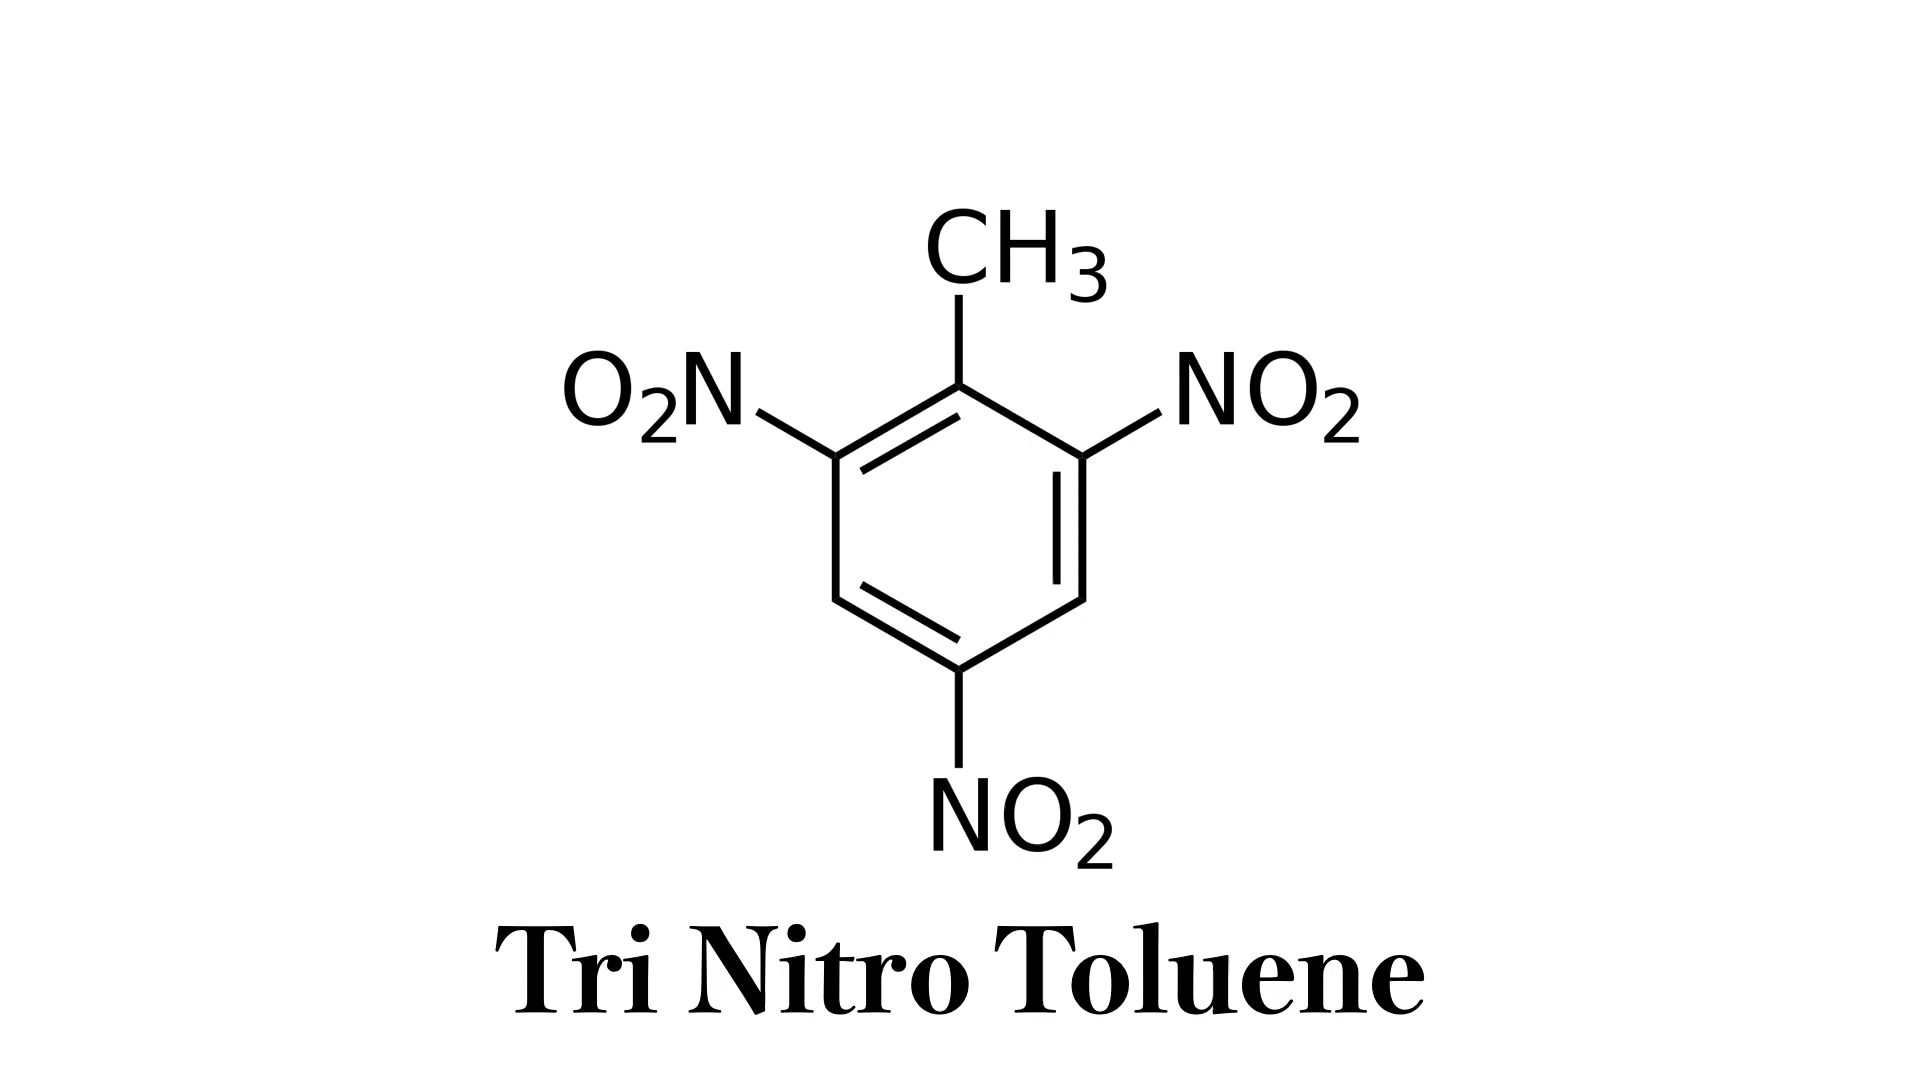 CH₃
O₂N
NO₂
NO₂
Tri Nitro Toluene